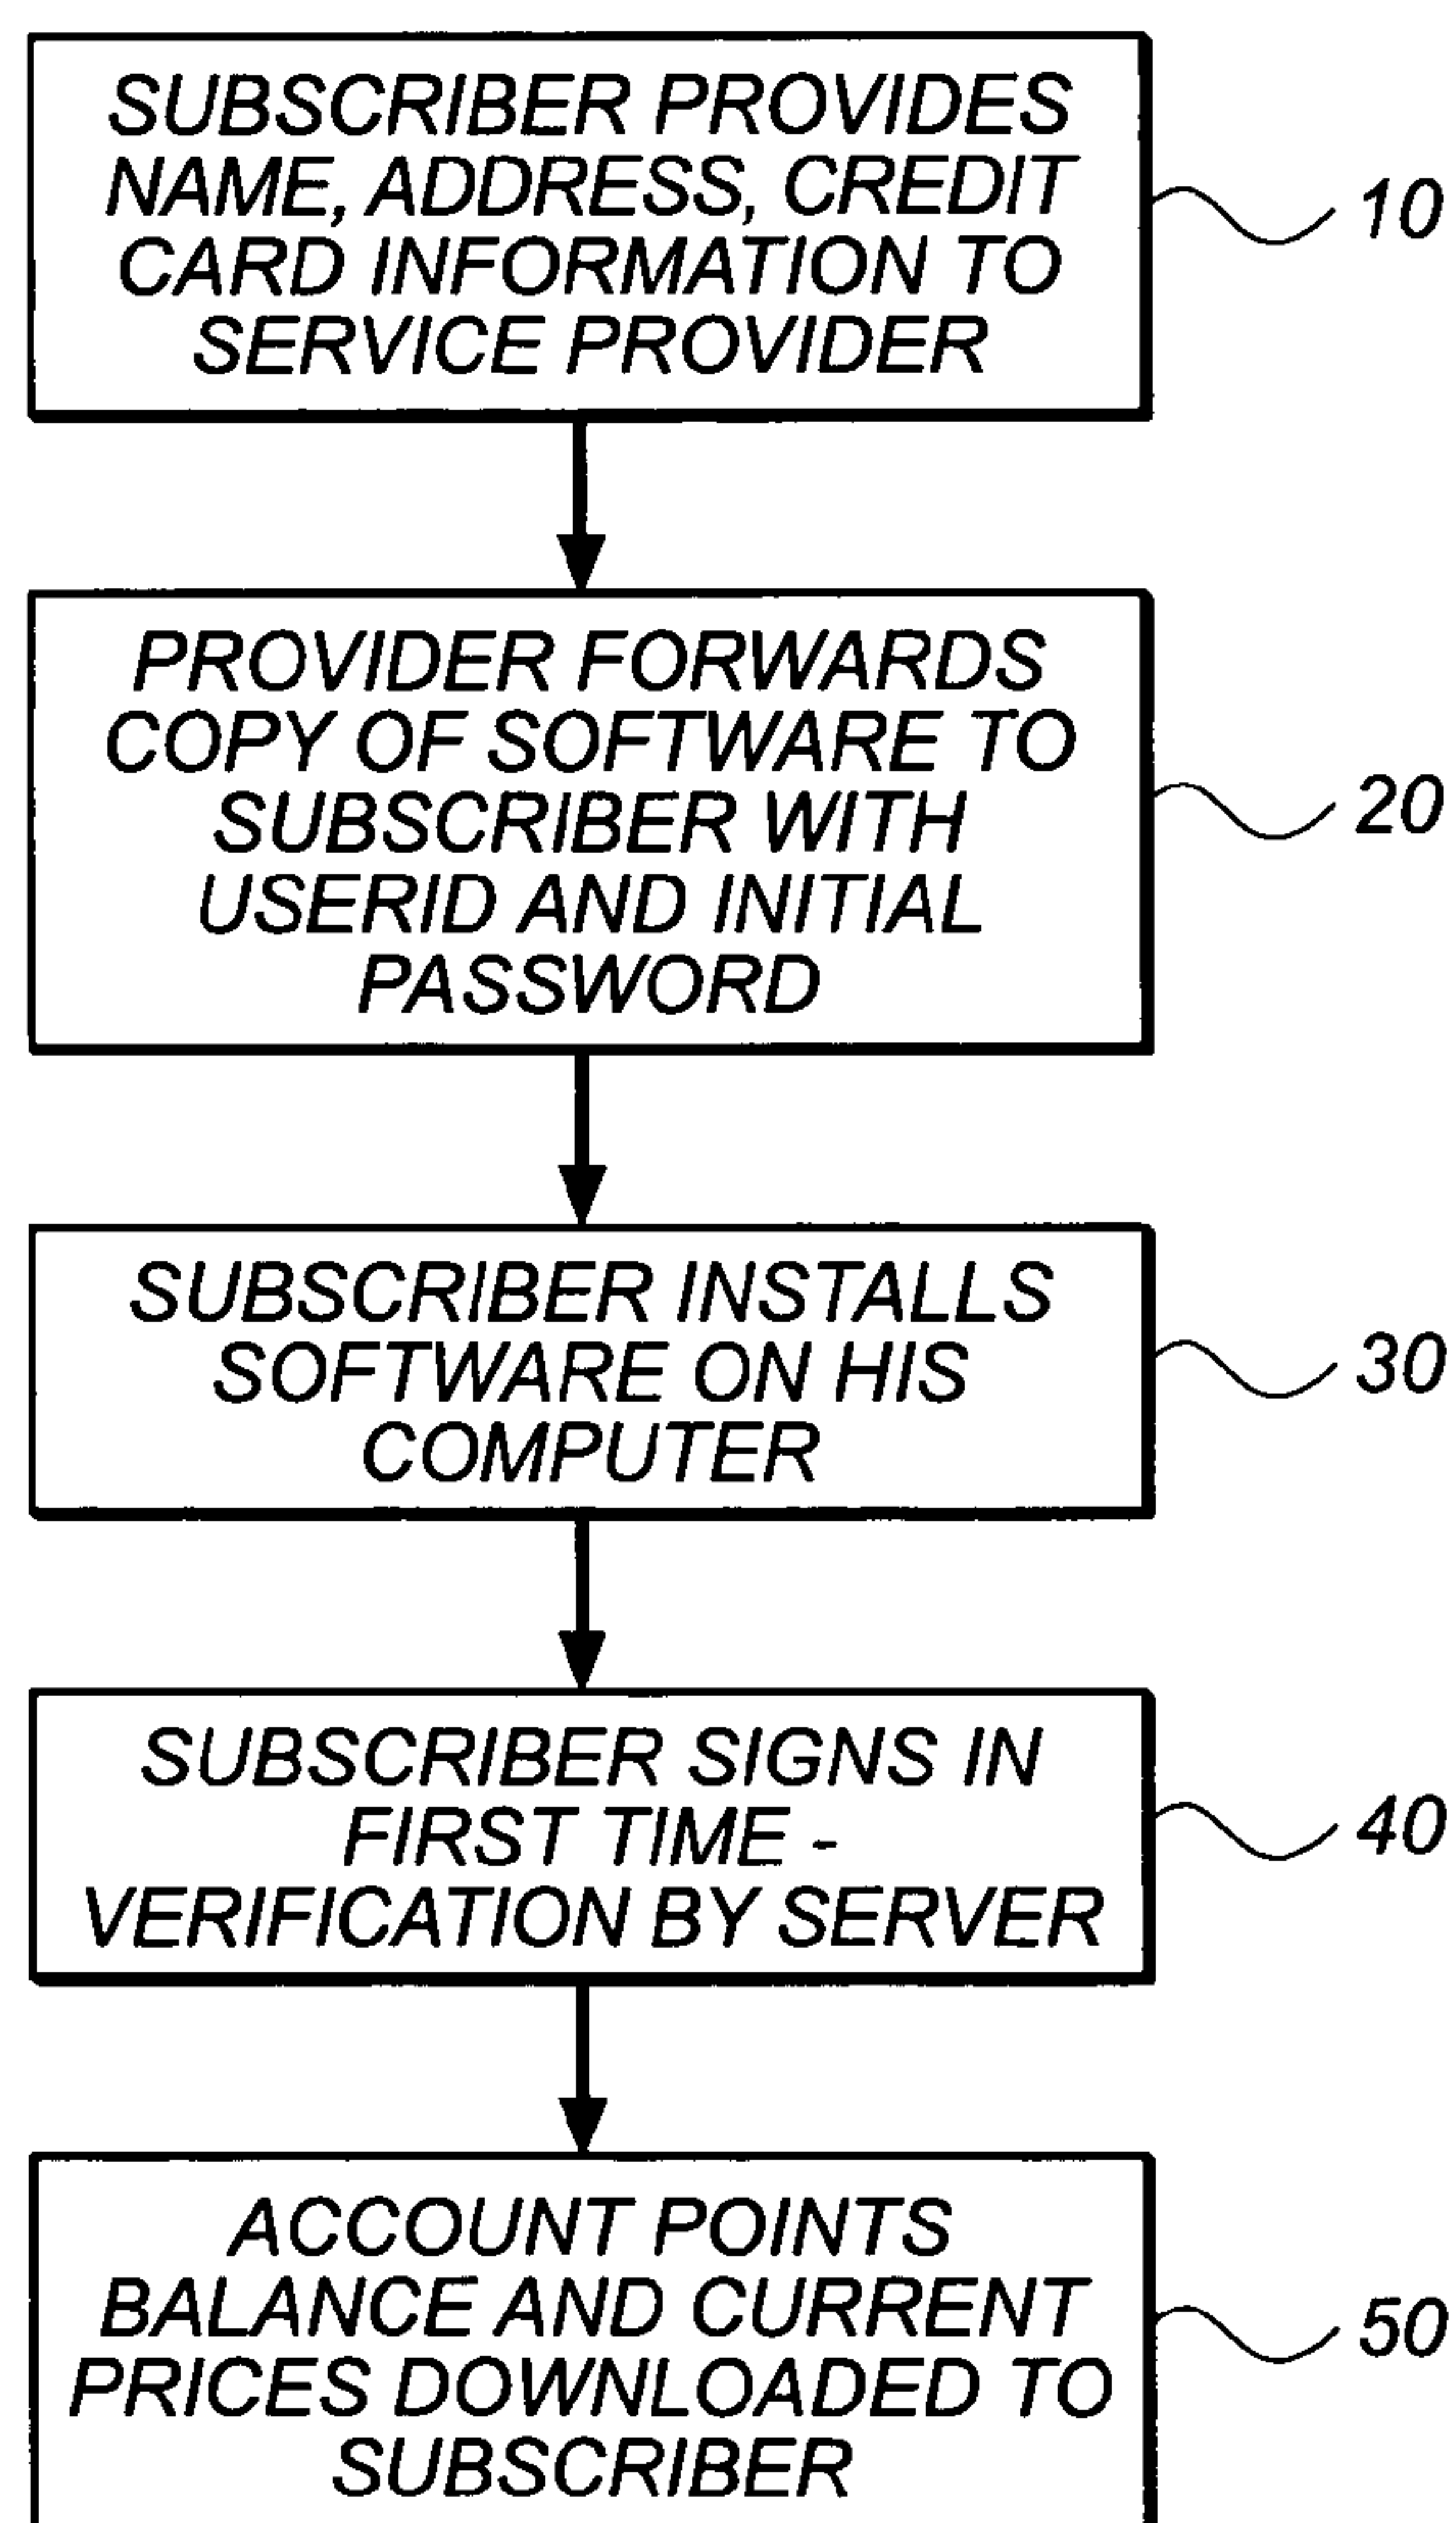 SUBSCRIBER PROVIDES
NAME, ADDRESS, CREDIT
CARD INFORMATION TO
SERVICE PROVIDER
10
PROVIDER FORWARDS
COPY OF SOFTWARE TO
SUBSCRIBER WITH
USERID AND INITIAL
PASSWORD
20
SUBSCRIBER INSTALLS
SOFTWARE ON HIS
COMPUTER
30
SUBSCRIBER SIGNS IN
FIRST TIME -
VERIFICATION BY SERVER
40
ACCOUNT POINTS
BALANCE AND CURRENT
PRICES DOWNLOADED TO
SUBSCRIBER
50